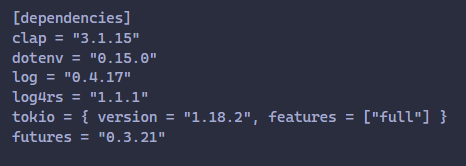 [dependencies]
clap = "3.1.15"
dotenv = "0.15.0"
log = "0.4.17"
log4rs = "1.1.1"
tokio = { version = "1.18.2", features = ["full"] }
futures = "0.3.21"